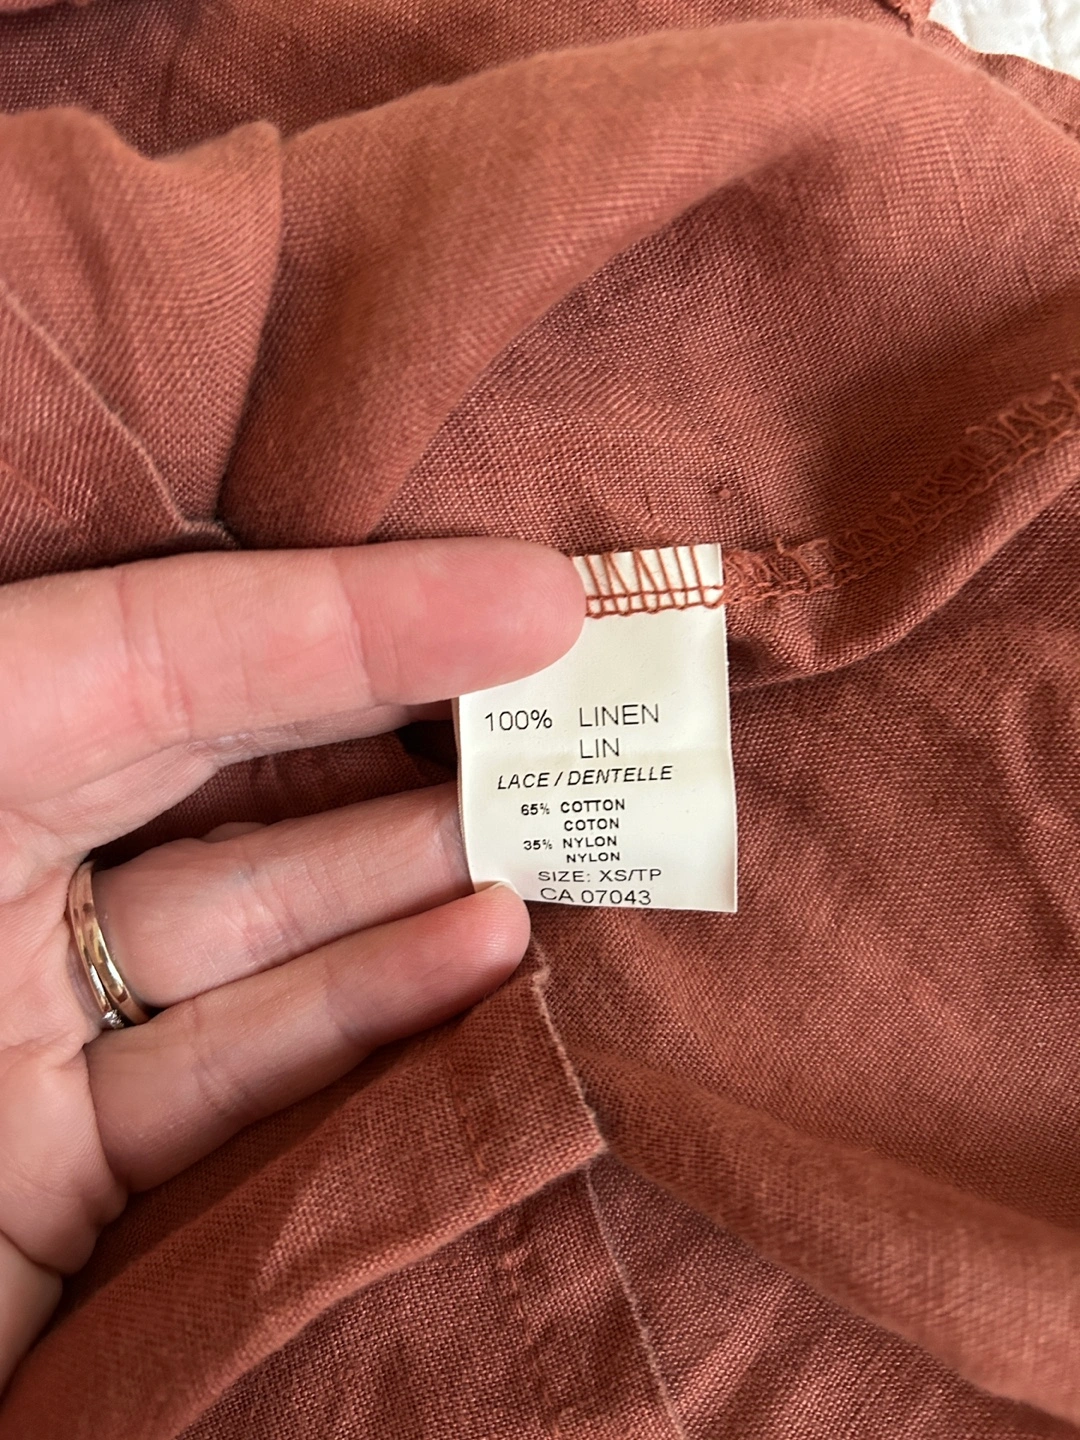 100% LINEN
LIN
LACE / DENTELLE
65% COTTON
COTON
35% NYLON
NYLON
SIZE: XS/TP
CA 07043